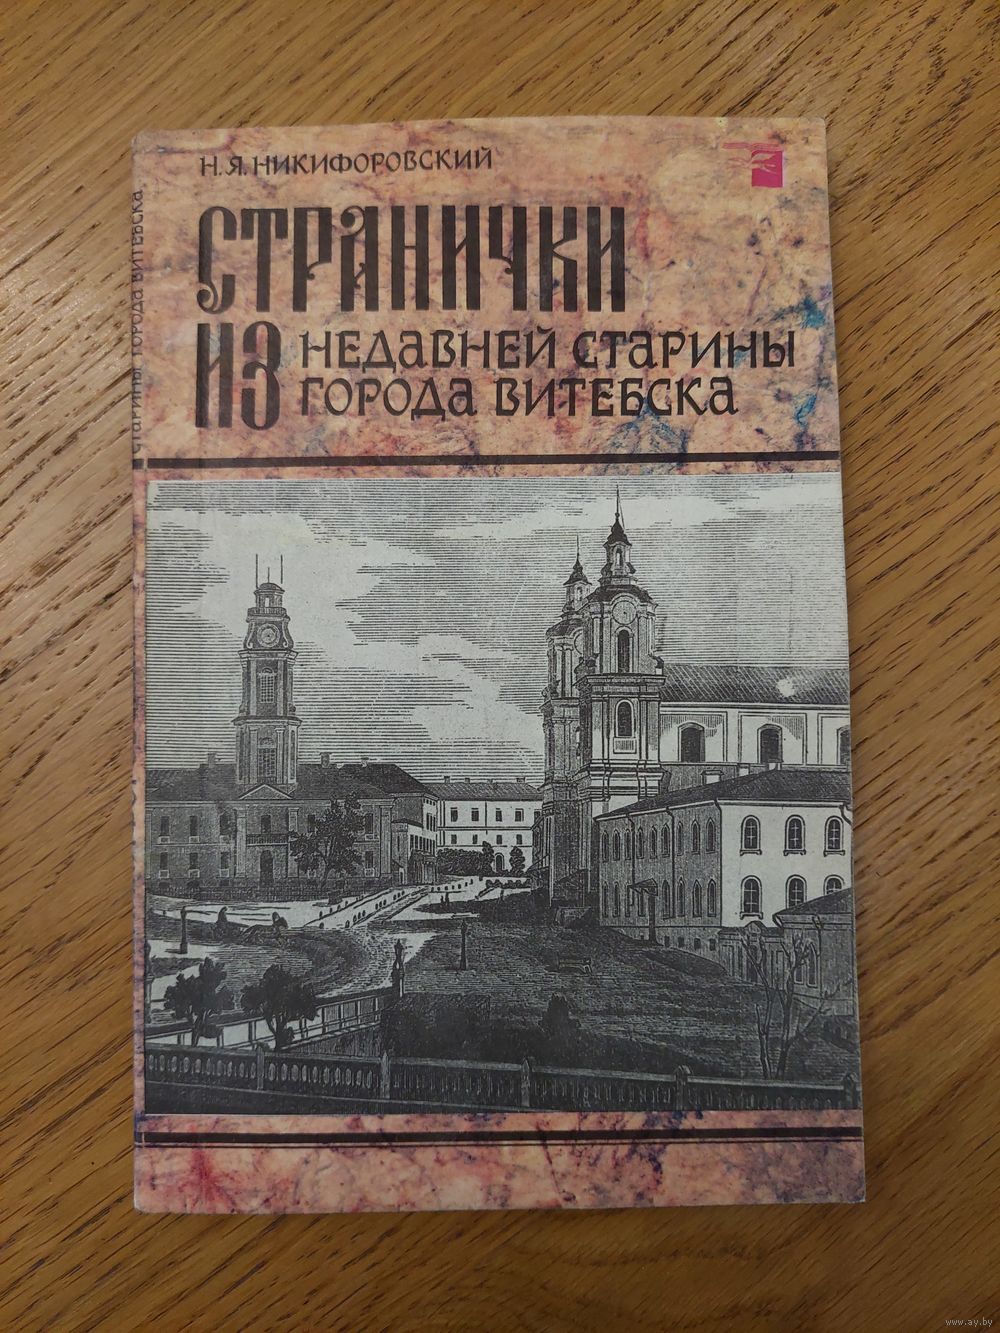 Н.Я. НИКИФОРОВСКИЙ
СТРАНИЧКИ
ИЗ НЕДАВНЕЙ СТАРИНЫ
ГОРОДА ВИТЕБСКА
СТАРИНЫ ГОРОДА ВИТЕБСКА
www.ay.by